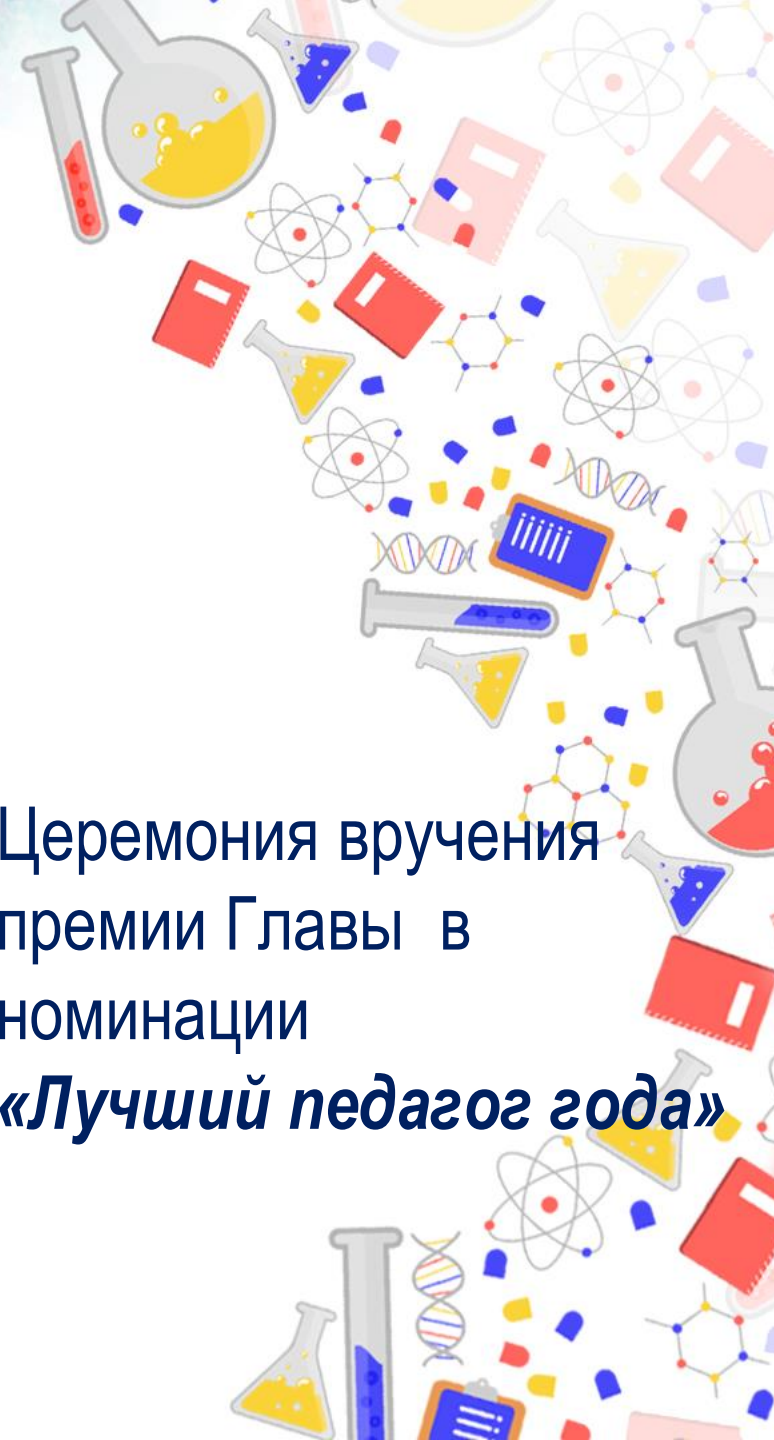 Церемония вручения
премии Главы  в
номинации
«Лучший педагог года»